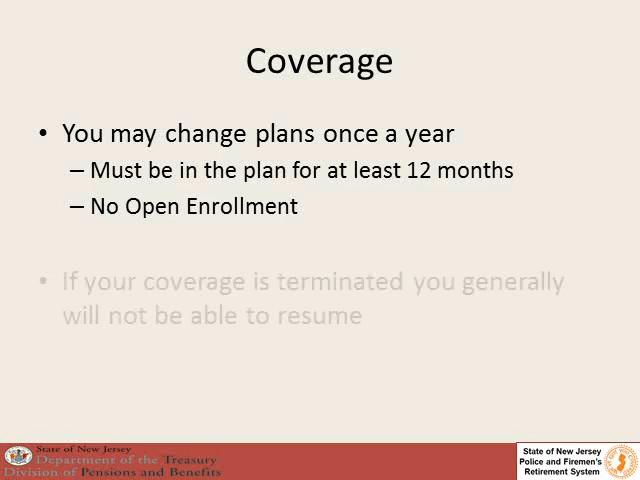 Coverage
• You may change plans once a year
– Must be in the plan for at least 12 months
– No Open Enrollment
• If your coverage is terminated you generally
will not be able to resume
State of New Jersey
Department of the Treasury
Division of Pensions and Benefits
State of New Jersey
Police and Firemen's
Retirement System